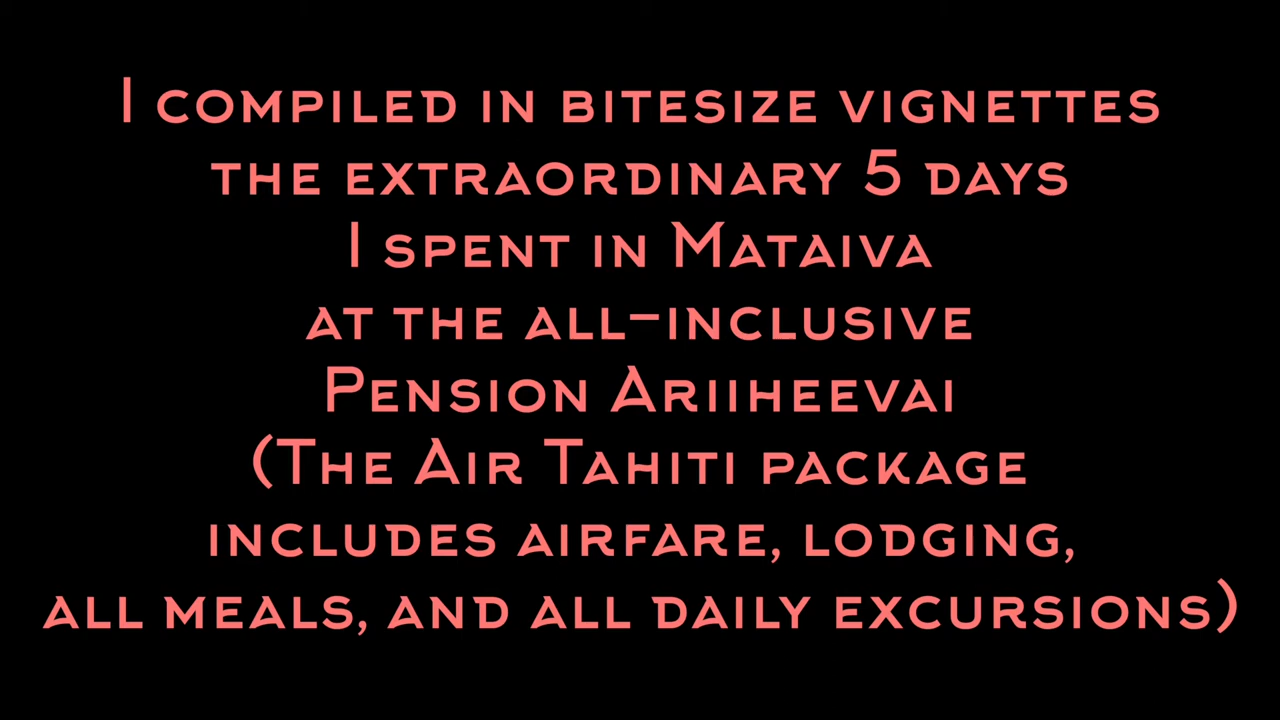 I compiled in bitesize vignettes
the extraordinary 5 days
I spent in Mataiva
at the all-inclusive
Pension Ariiheevai
(The Air Tahiti package
includes airfare, lodging,
all meals, and all daily excursions)